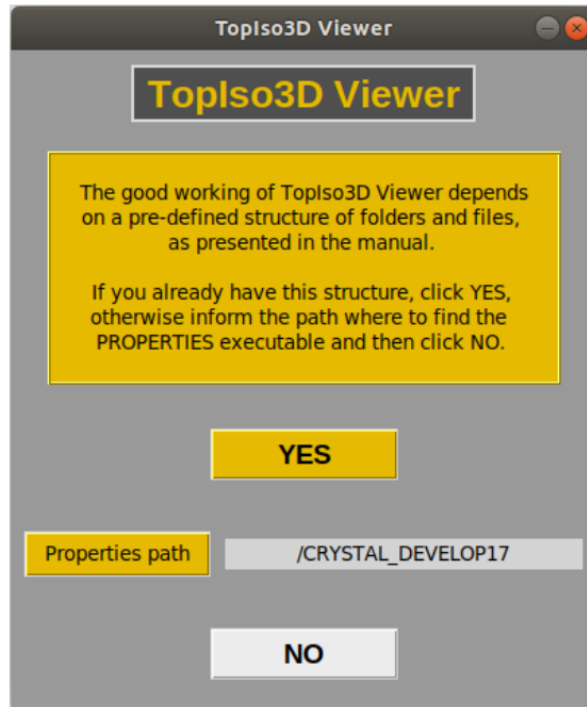 TopIso3D Viewer
TopIso3D Viewer
The good working of TopIso3D Viewer depends
on a pre-defined structure of folders and files,
as presented in the manual.
If you already have this structure, click YES,
otherwise inform the path where to find the
PROPERTIES executable and then click NO.
YES
Properties path
/CRYSTAL_DEVELOP17
NO